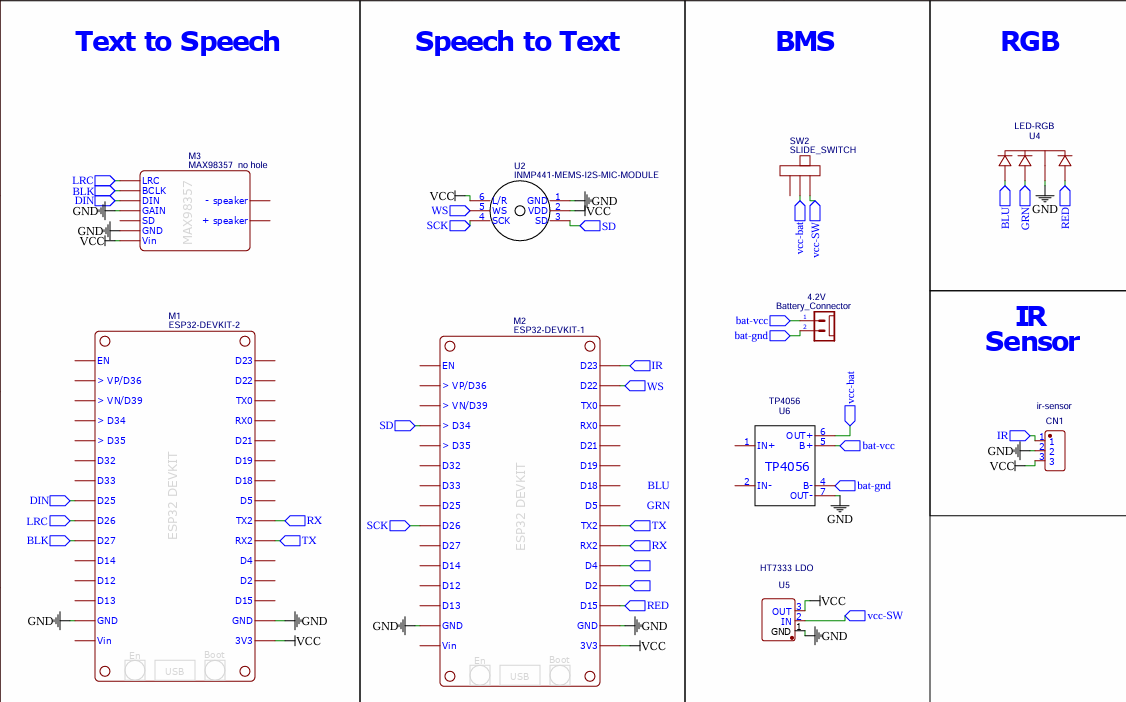 Text to Speech
M3
MAX98357 no hole
LRC
BLK
DIN
GND
GND
VCC
LRC
BCLK
DIN
GAIN
SD
GND
Vin
MAX98357
- speaker
+ speaker
M1
ESP32-DEVKIT-2
EN
> VP/D36
> VN/D39
> D34
> D35
D32
D33
DIN D25
LRC D26
BLK D27
D14
D12
D13
GND GND
Vin
ESP32 DEVKIT
D23
D22
TX0
RX0
D21
D19
D18
D5
TX2 RX
RX2 TX
D4
D2
D15
GND GND
3V3 VCC
En
USB
Boot
Speech to Text
U2
INMP441-MEMS-I2S-MIC-MODULE
VCC 6 L/R
WS 5 WS
SCK 4 SCK
GND 1 GND
VDD 2 VCC
SD 3 SD
M2
ESP32-DEVKIT-1
EN
> VP/D36
> VN/D39
SD > D34
> D35
D32
D33
D25
SCK D26
D27
D14
D12
D13
GND GND
Vin
ESP32 DEVKIT
D23 IR
D22 WS
TX0
RX0
D21
D19
D18 BLU
D5 GRN
TX2 TX
RX2 RX
D4
D2
D15 RED
GND GND
3V3 VCC
En
USB
Boot
BMS
SW2
SLIDE_SWITCH
vcc-bat
vcc-SW
4.2V
Battery_Connector
bat-vcc 1
bat-gnd 2
vcc-bat
TP4056
U6
1 IN+
2 IN-
TP4056
OUT+ 6
B+ 5 bat-vcc
B- 4 bat-gnd
OUT- 7
GND
HT7333 LDO
U5
OUT 3 VCC
IN 2 vcc-SW
GND 1 GND
RGB
LED-RGB
U4
BLU
GRN
GND
RED
IR
Sensor
ir-sensor
CN1
IR 1 1
GND 2 2
VCC 3 3